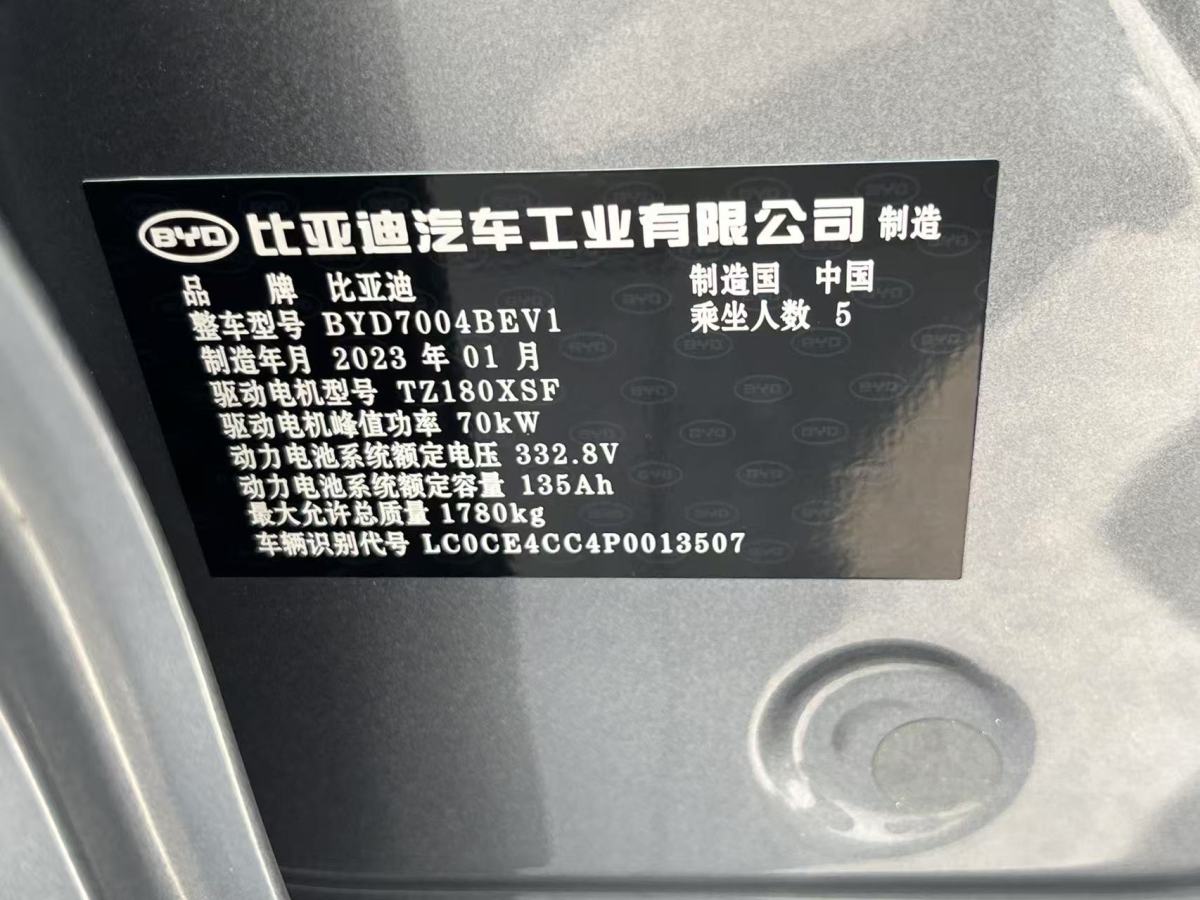 BYD 比亚迪汽车工业有限公司 制造
品 牌 比亚迪 制造国 中国
整车型号 BYD7004BEV1 乘坐人数 5
制造年月 2023 年 01 月
驱动电机型号 TZ180XSF
驱动电机峰值功率 70kW
动力电池系统额定电压 332.8V
动力电池系统额定容量 135Ah
最大允许总质量 1780kg
车辆识别代号 LC0CE4CC4P0013507